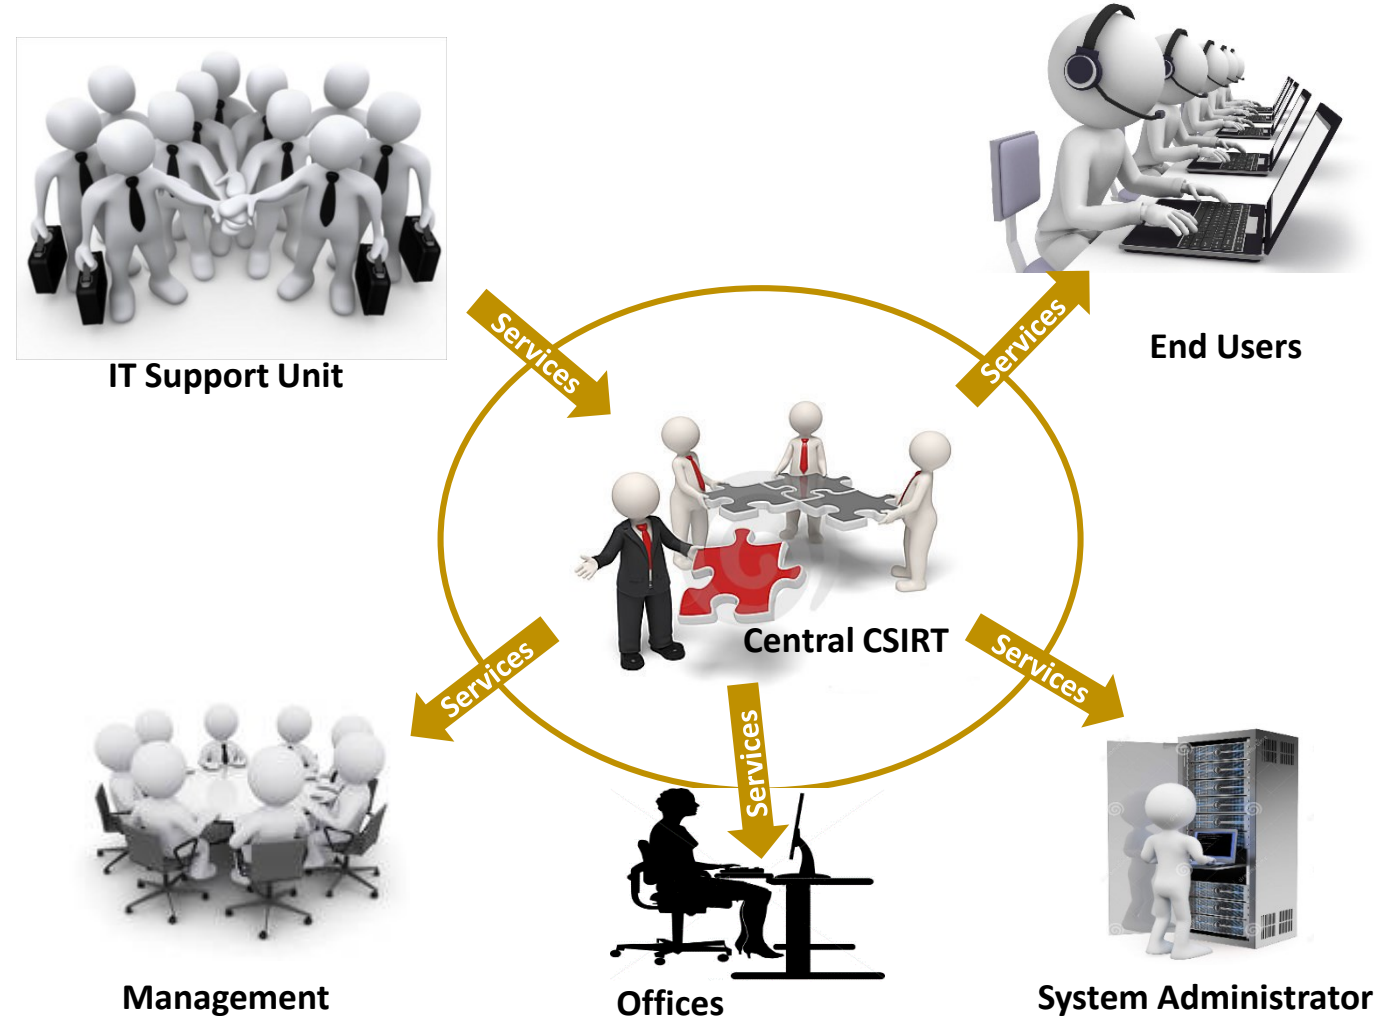 Services
End Users
Services
IT Support Unit
Central CSIRT
Services
Services
Services
Management
Offices
System Administrator